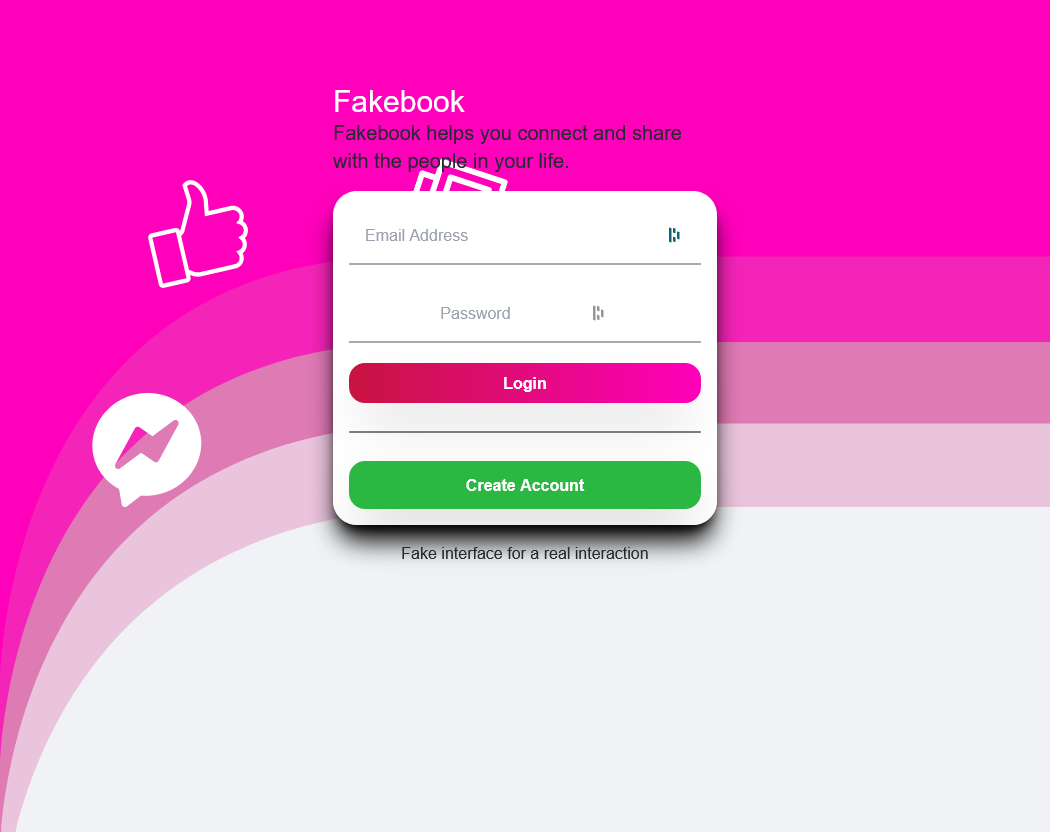 Fakebook
Fakebook helps you connect and share
with the people in your life.
Email Address
Password
Login
Create Account
Fake interface for a real interaction